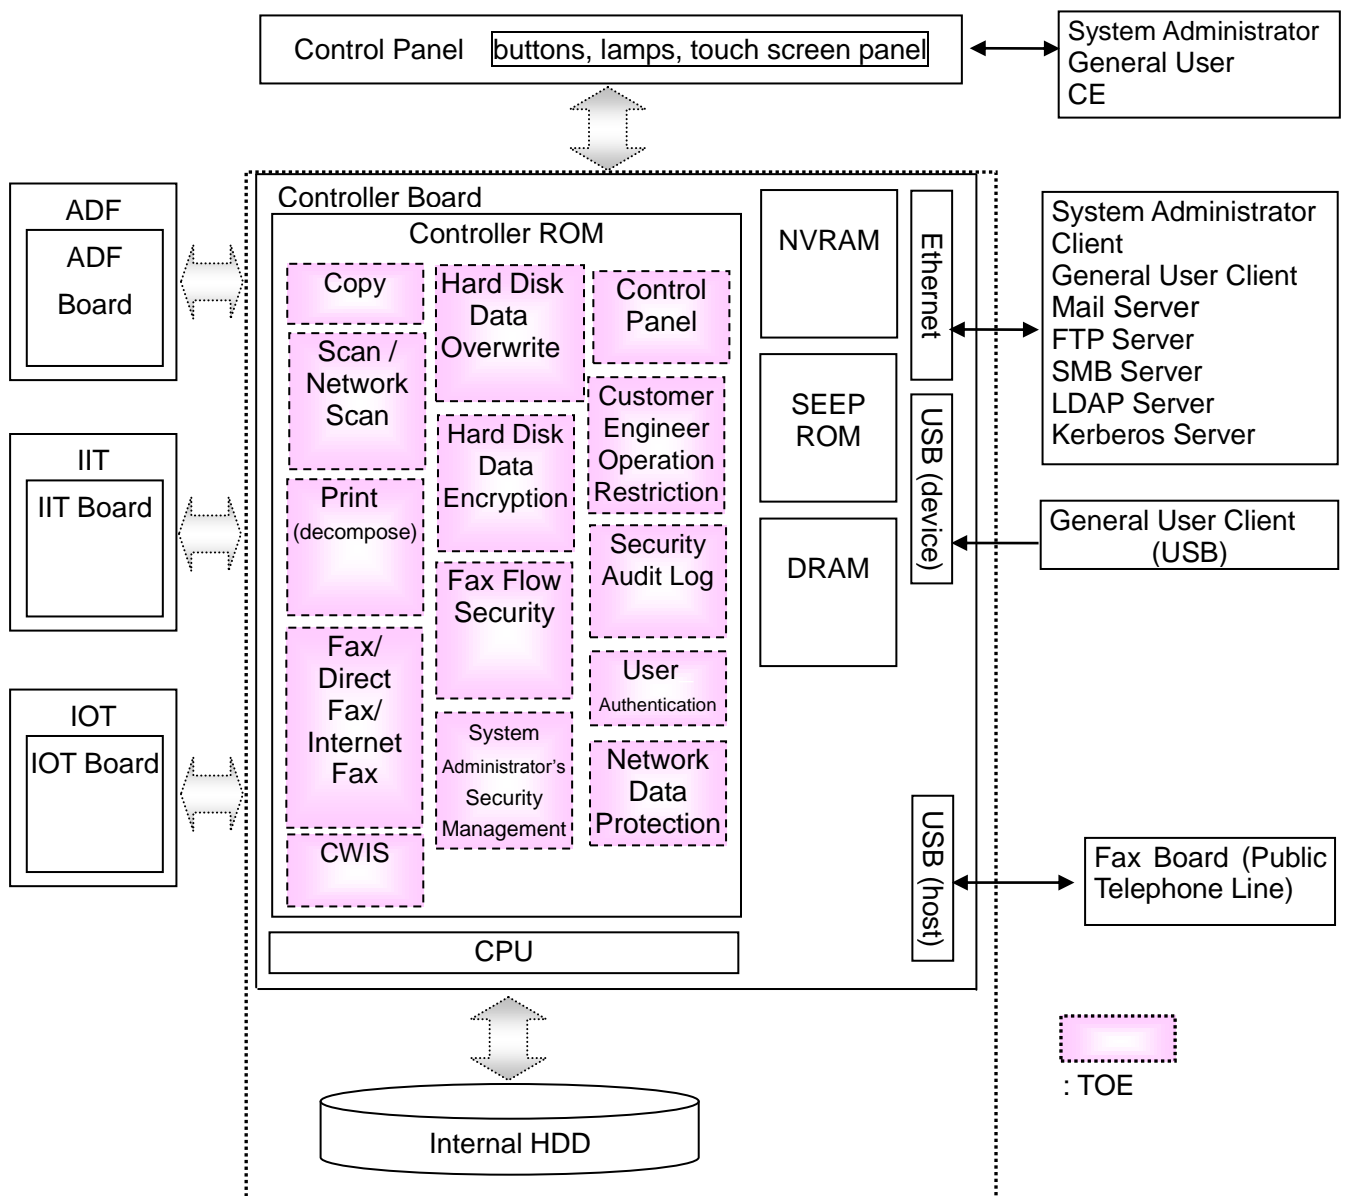 Control Panel buttons, lamps, touch screen panel
System Administrator
General User
CE
ADF
ADF
Board
IIT
IIT Board
IOT
IOT Board
Controller Board
Controller ROM
Copy
Scan /
Network
Scan
Print
(decompose)
Fax/
Direct
Fax/
Internet
Fax
CWIS
Hard Disk
Data
Overwrite
Hard Disk
Data
Encryption
Fax Flow
Security
System
Administrator's
Security
Management
Control
Panel
Customer
Engineer
Operation
Restriction
Security
Audit Log
User
Authentication
Network
Data
Protection
CPU
NVRAM
SEEP
ROM
DRAM
Ethernet
USB (device)
USB (host)
System Administrator
Client
General User Client
Mail Server
FTP Server
SMB Server
LDAP Server
Kerberos Server
General User Client
(USB)
Fax Board (Public
Telephone Line)
Internal HDD
: TOE